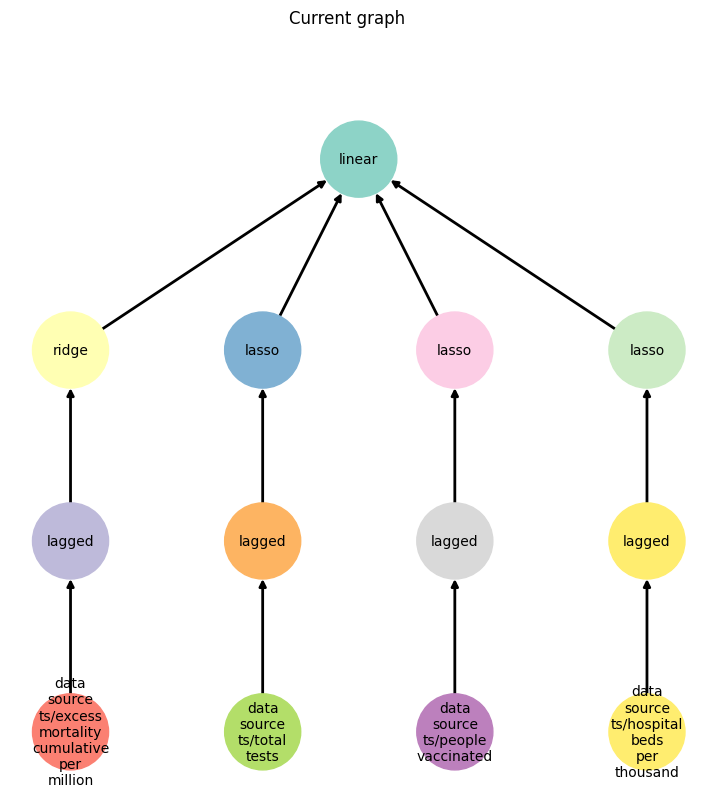 Current graph
linear
ridge
lasso
lasso
lasso
lagged
lagged
lagged
lagged
data
source
ts/excess
mortality
cumulative
per
million
data
source
ts/total
tests
data
source
ts/people
vaccinated
data
source
ts/hospital
beds
per
thousand